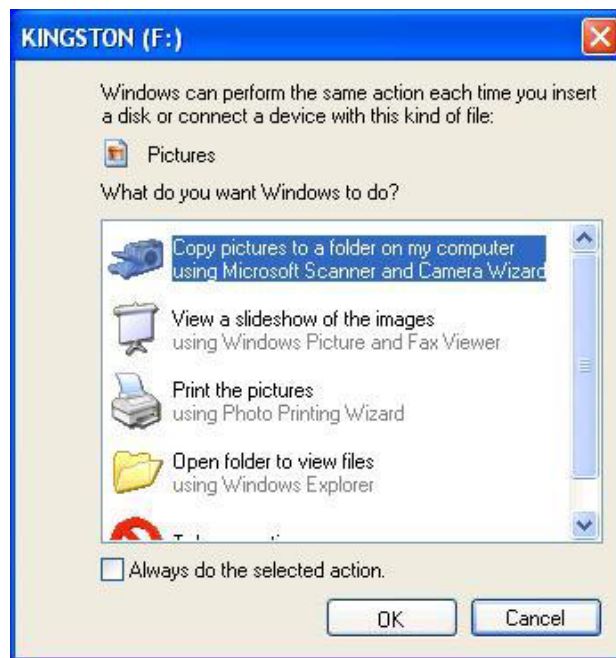 KINGSTON (F:)
Windows can perform the same action each time you insert
a disk or connect a device with this kind of file:
Pictures
What do you want Windows to do?
Copy pictures to a folder on my computer
using Microsoft Scanner and Camera Wizard
View a slideshow of the images
using Windows Picture and Fax Viewer
Print the pictures
using Photo Printing Wizard
Open folder to view files
using Windows Explorer
Always do the selected action.
OK
Cancel